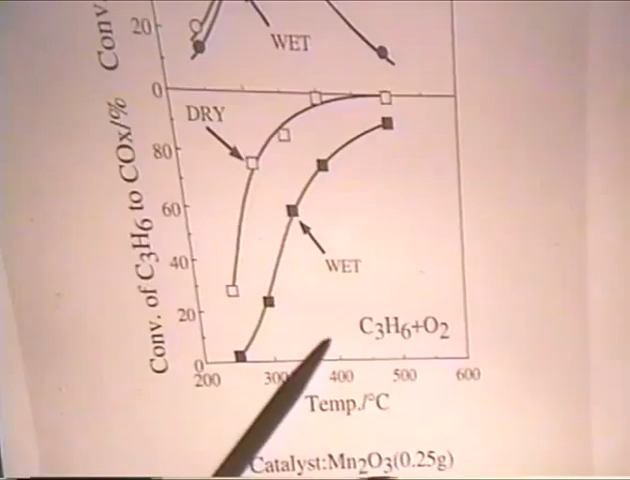 Conv.
20
WET
0
Conv. of C3H6 to COx/%
DRY
80
60
40
20
0
WET
C3H6+O2
200 300 400 500 600
Temp./°C
Catalyst:Mn2O3(0.25g)